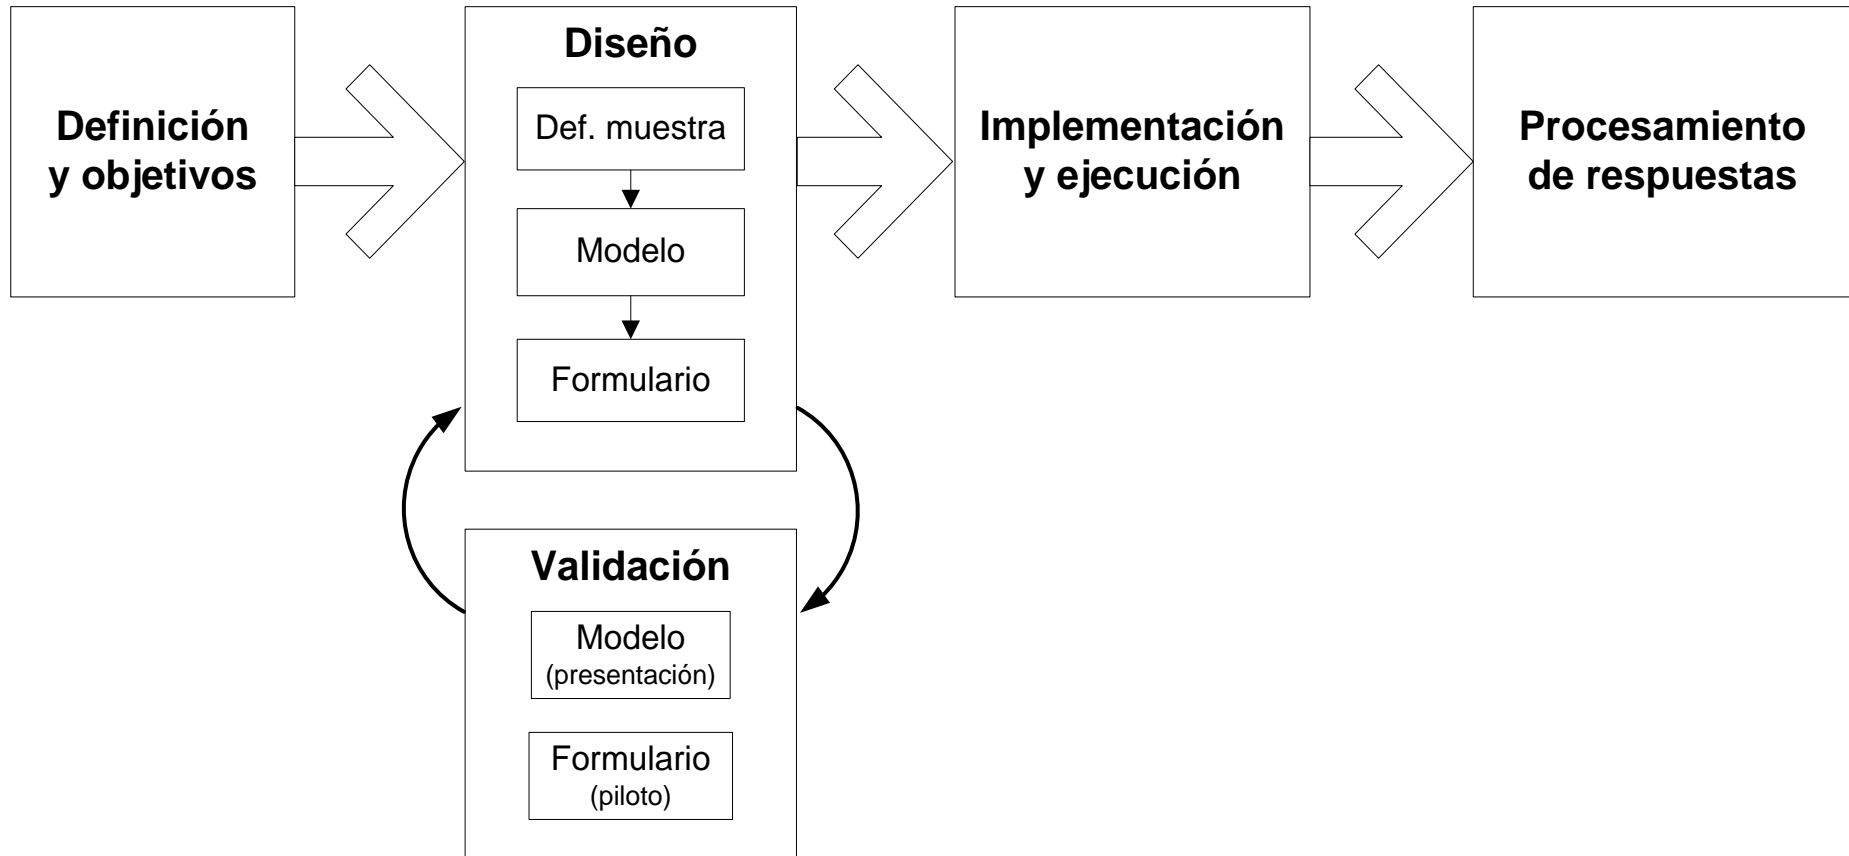 Definición
y objetivos
Diseño
Def. muestra
Modelo
Formulario
Validación
Modelo
(presentación)
Formulario
(piloto)
Implementación
y ejecución
Procesamiento
de respuestas